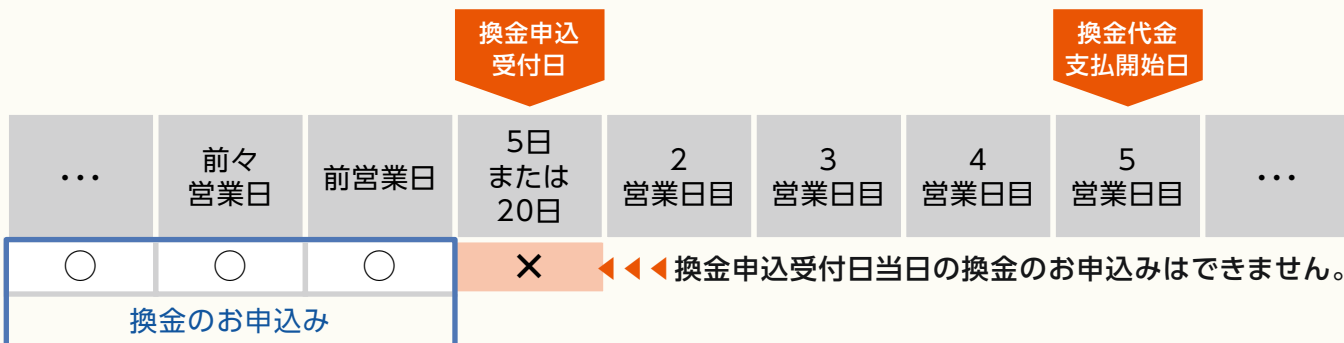 換金申込
受付日
換金代金
支払開始日
…
前々
営業日
前営業日
5日
または
20日
2
営業日目
3
営業日目
4
営業日目
5
営業日目
…
○
○
○
×
◀◀◀換金申込受付日当日の換金のお申込みはできません。
換金のお申込み